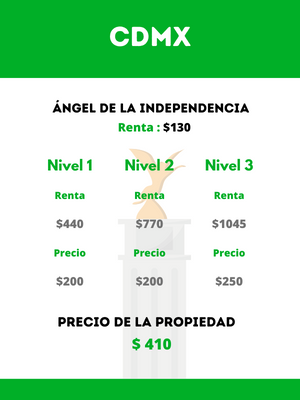 CDMX
ÁNGEL DE LA INDEPENDENCIA
Renta : $130
Nivel 1 Nivel 2 Nivel 3
Renta Renta Renta
$440 $770 $1045
Precio Precio Precio
$200 $200 $250
PRECIO DE LA PROPIEDAD
$ 410